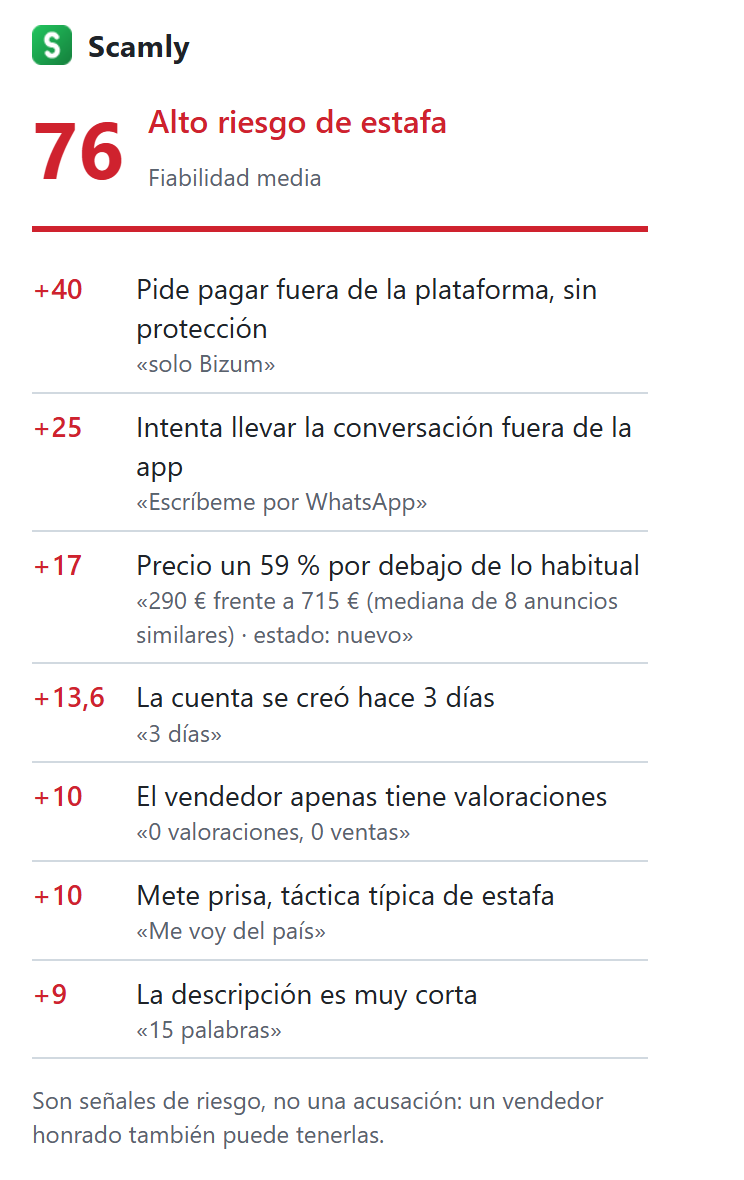 S Scamly
76
Alto riesgo de estafa
Fiabilidad media
+40 Pide pagar fuera de la plataforma, sin
protección
«solo Bizum»
+25 Intenta llevar la conversación fuera de la
app
«Escríbeme por WhatsApp»
+17 Precio un 59 % por debajo de lo habitual
«290 € frente a 715 € (mediana de 8 anuncios
similares) · estado: nuevo»
+13,6 La cuenta se creó hace 3 días
«3 días»
+10 El vendedor apenas tiene valoraciones
«0 valoraciones, 0 ventas»
+10 Mete prisa, táctica típica de estafa
«Me voy del país»
+9 La descripción es muy corta
«15 palabras»
Son señales de riesgo, no una acusación: un vendedor
honrado también puede tenerlas.